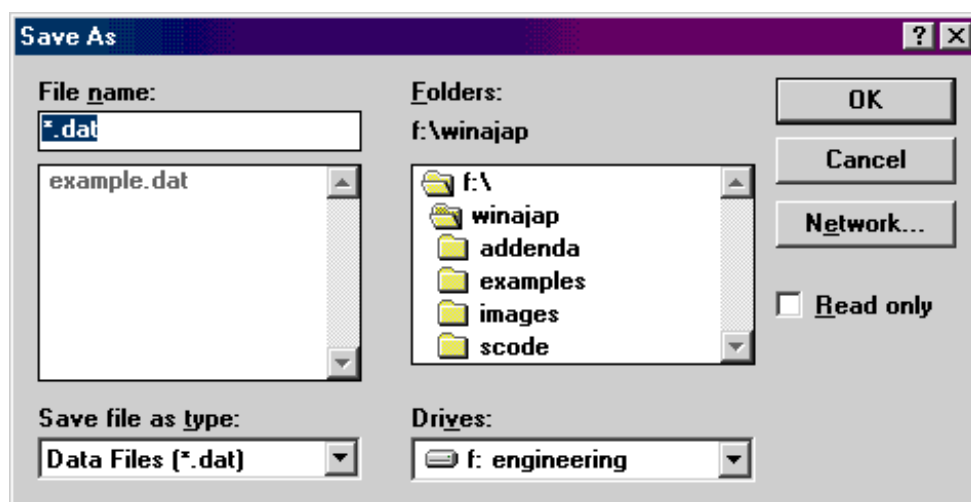 Save As
File name:
*.dat
example.dat
Save file as type:
Data Files (*.dat)
Folders:
f:\winajap
f:\
winajap
addenda
examples
images
scode
Drives:
f: engineering
OK
Cancel
Network...
Read only